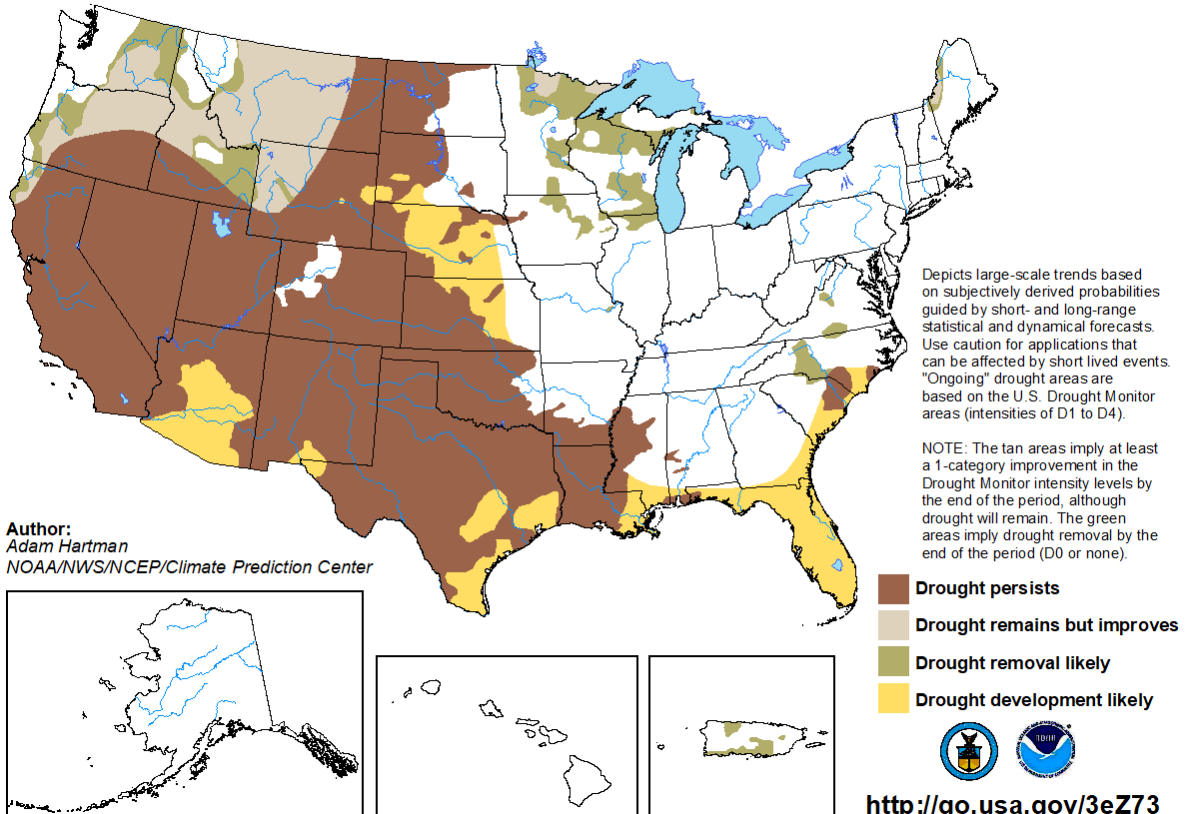 Depicts large-scale trends based
on subjectively derived probabilities
guided by short- and long-range
statistical and dynamical forecasts.
Use caution for applications that
can be affected by short lived events.
"Ongoing" drought areas are
based on the U.S. Drought Monitor
areas (intensities of D1 to D4).
NOTE: The tan areas imply at least
a 1-category improvement in the
Drought Monitor intensity levels by
the end of the period, although
drought will remain. The green
areas imply drought removal by the
end of the period (D0 or none).
Author:
Adam Hartman
NOAA/NWS/NCEP/Climate Prediction Center
Drought persists
Drought remains but improves
Drought removal likely
Drought development likely
http://go.usa.gov/3eZ73